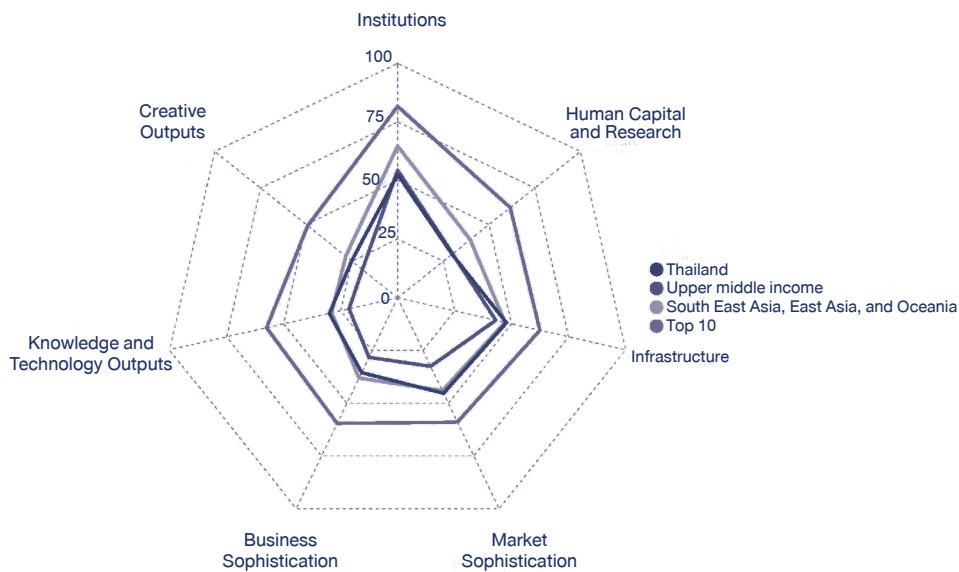 Institutions
100
75
50
25
0
Creative
Outputs
Human Capital
and Research
Thailand
Upper middle income
South East Asia, East Asia, and Oceania
Top 10
Knowledge and
Technology Outputs
Infrastructure
Business
Sophistication
Market
Sophistication